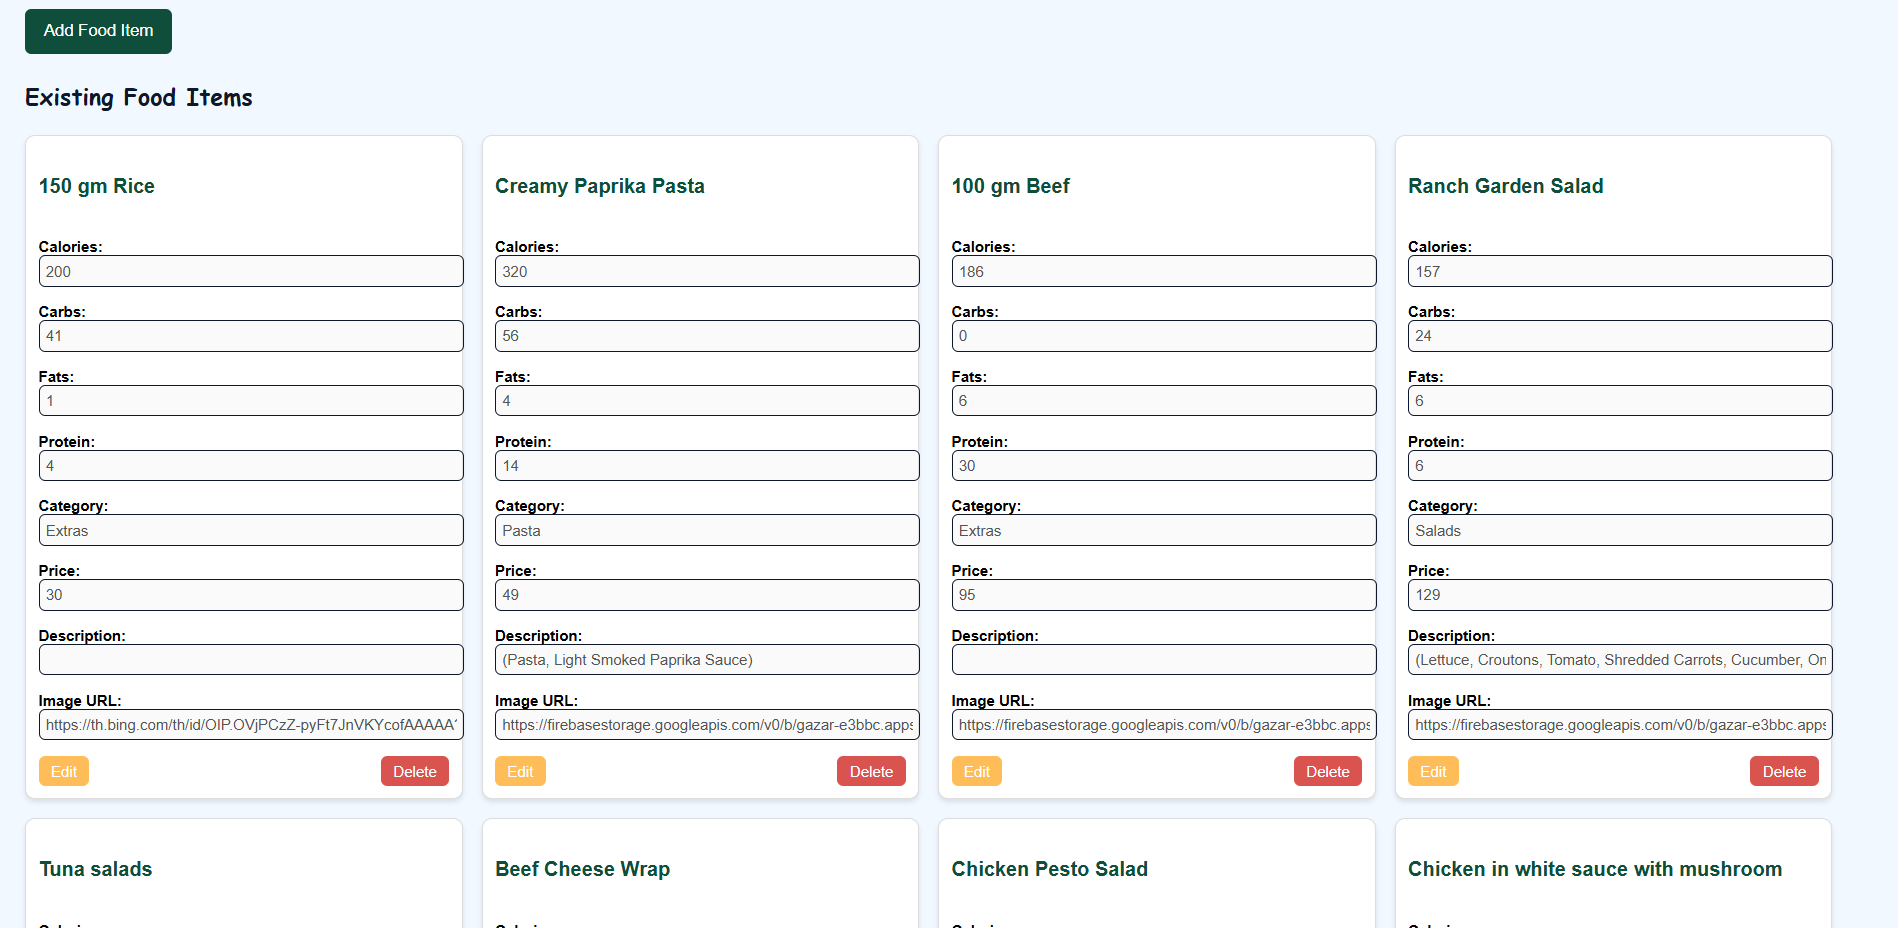 Add Food Item
Existing Food Items
150 gm Rice
Calories:
200
Carbs:
41
Fats:
1
Protein:
4
Category:
Extras
Price:
30
Description:
Image URL:
https://th.bing.com/th/id/OIP.OVjPCzZ-pyFt7JnVKYcofAAAAA
Edit Delete
Creamy Paprika Pasta
Calories:
320
Carbs:
56
Fats:
4
Protein:
14
Category:
Pasta
Price:
49
Description:
(Pasta, Light Smoked Paprika Sauce)
Image URL:
https://firebasestorage.googleapis.com/v0/b/gazar-e3bbc.apps
Edit Delete
100 gm Beef
Calories:
186
Carbs:
0
Fats:
6
Protein:
30
Category:
Extras
Price:
95
Description:
Image URL:
https://firebasestorage.googleapis.com/v0/b/gazar-e3bbc.apps
Edit Delete
Ranch Garden Salad
Calories:
157
Carbs:
24
Fats:
6
Protein:
6
Category:
Salads
Price:
129
Description:
(Lettuce, Croutons, Tomato, Shredded Carrots, Cucumber, On
Image URL:
https://firebasestorage.googleapis.com/v0/b/gazar-e3bbc.apps
Edit Delete
Tuna salads
Beef Cheese Wrap
Chicken Pesto Salad
Chicken in white sauce with mushroom